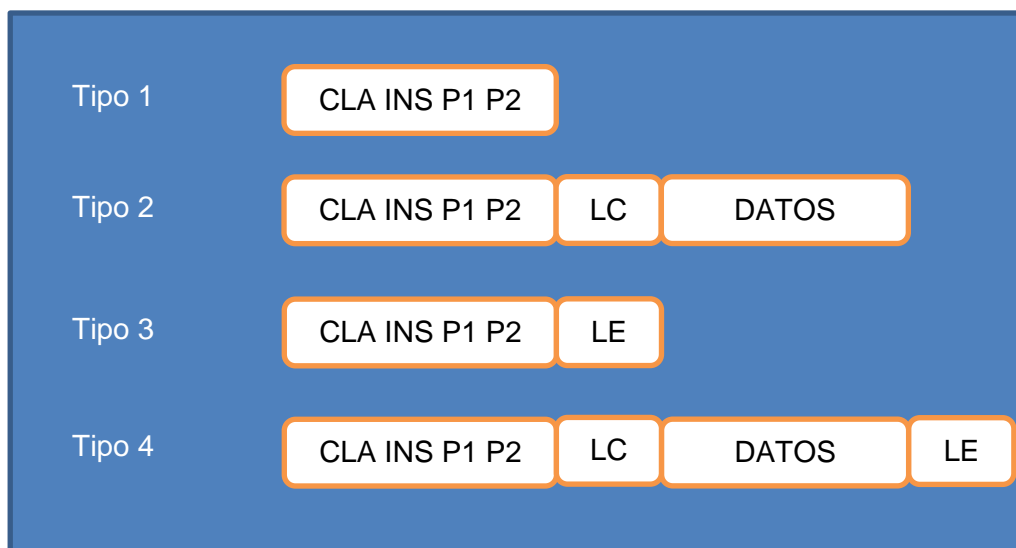 Tipo 1 CLA INS P1 P2
Tipo 2 CLA INS P1 P2 LC DATOS
Tipo 3 CLA INS P1 P2 LE
Tipo 4 CLA INS P1 P2 LC DATOS LE